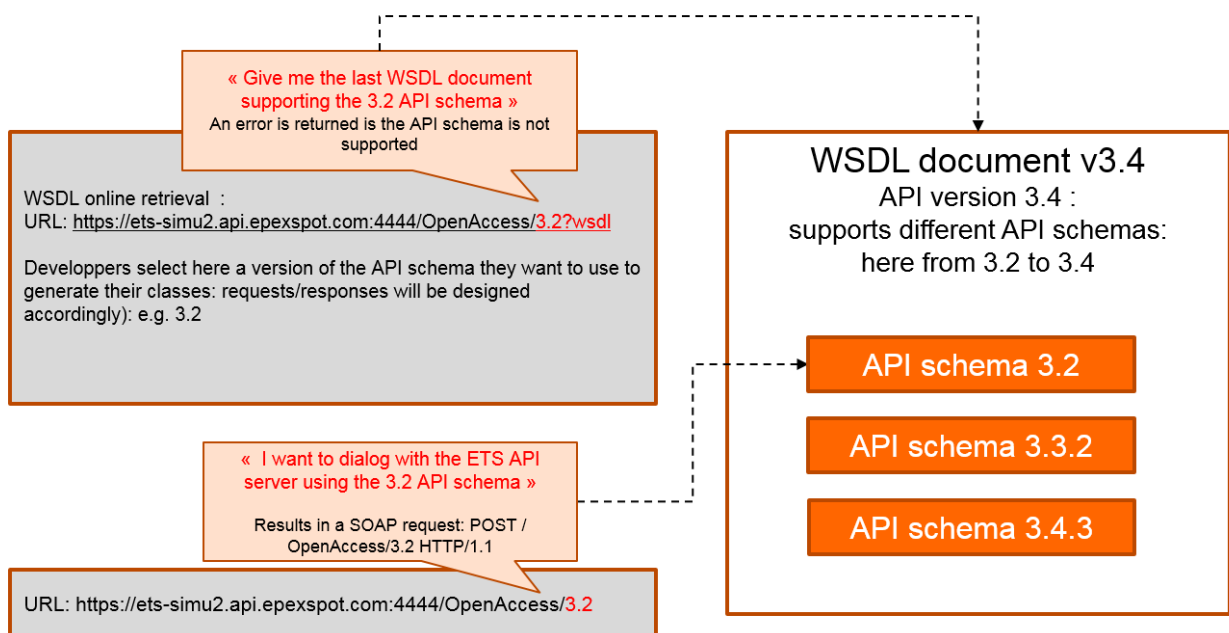 « Give me the last WSDL document
supporting the 3.2 API schema »
An error is returned is the API schema is not
supported
WSDL online retrieval :
URL: https://ets-simu2.api.epexspot.com:4444/OpenAccess/3.2?wsdl
Developpers select here a version of the API schema they want to use to
generate their classes: requests/responses will be designed
accordingly): e.g. 3.2
WSDL document v3.4
API version 3.4 :
supports different API schemas:
here from 3.2 to 3.4
API schema 3.2
API schema 3.3.2
API schema 3.4.3
« I want to dialog with the ETS API
server using the 3.2 API schema »
Results in a SOAP request: POST /
OpenAccess/3.2 HTTP/1.1
URL: https://ets-simu2.api.epexspot.com:4444/OpenAccess/3.2